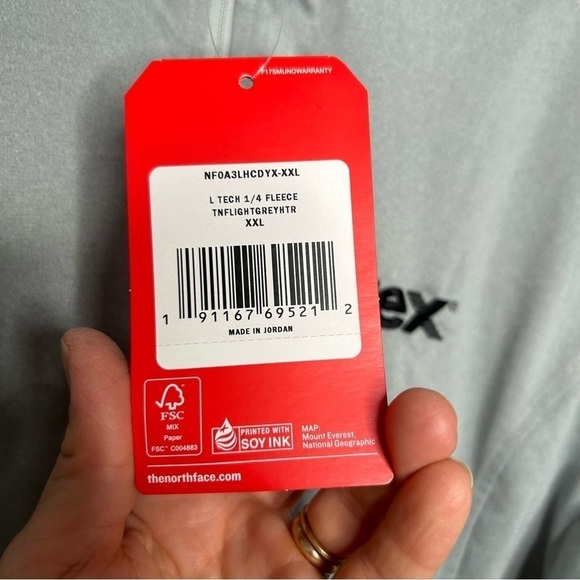 F17SMUNOWARRANTY
NF0A3LHCDYX-XXL
L TECH 1/4 FLEECE
TNFLIGHTGREYHTR
XXL
1 91167 69521 2
MADE IN JORDAN
ex
FSC
MIX
Paper
FSC™ C004883
PRINTED WITH
SOY INK
MAP:
Mount Everest,
National Geographic
thenorthface.com